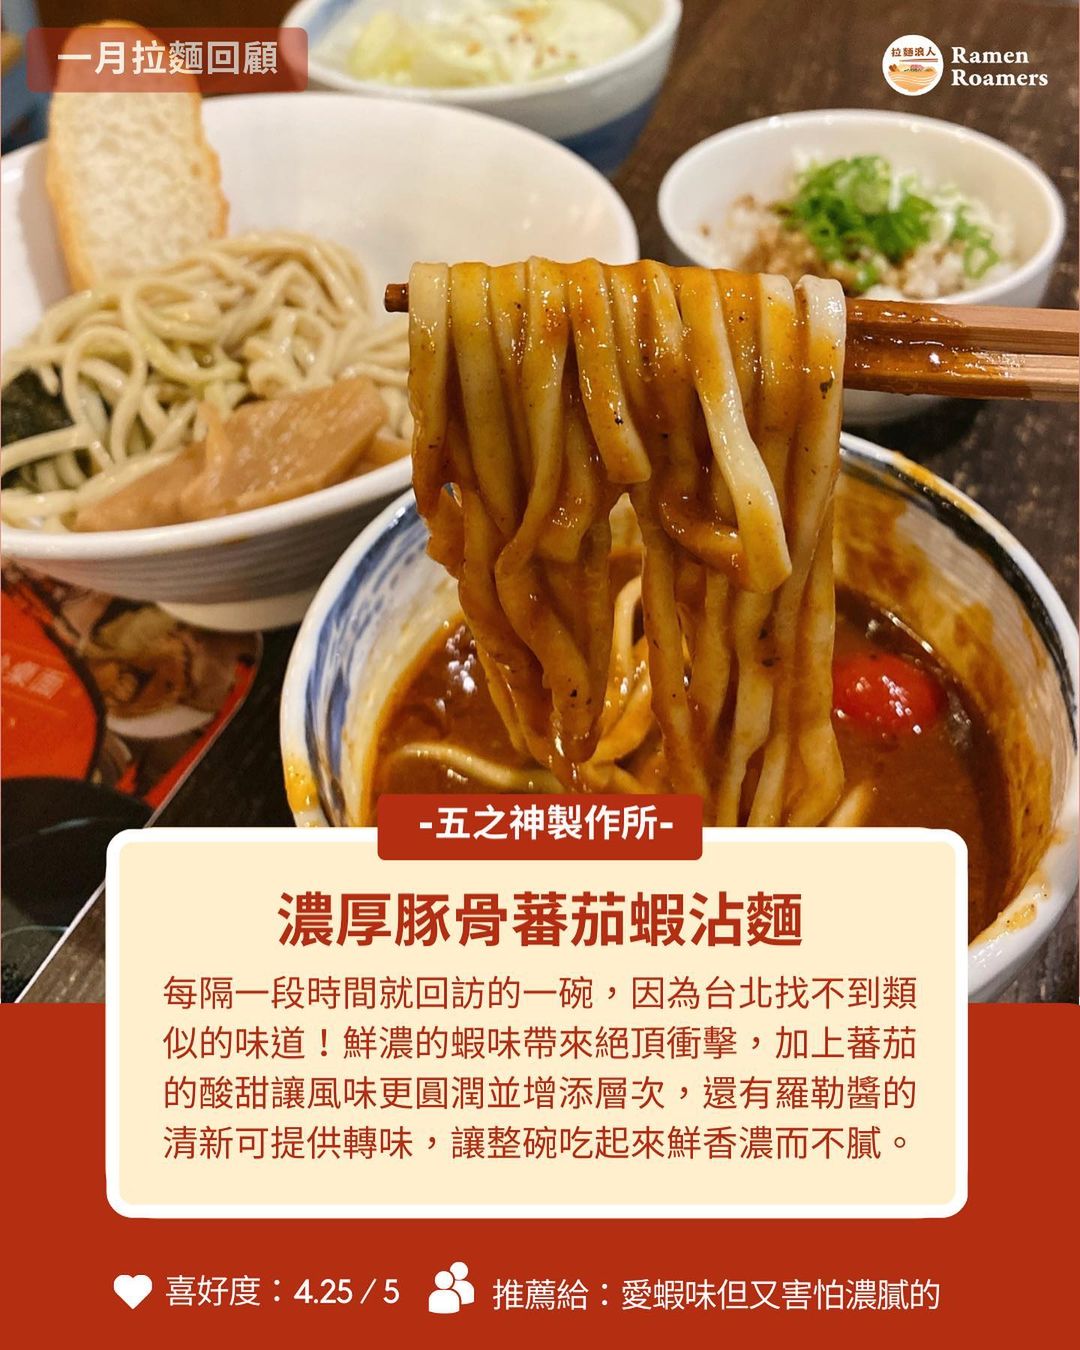 一月拉麵回顧
拉麵浪人
Ramen
Roamers
-五之神製作所-
濃厚豚骨蕃茄蝦沾麵
每隔一段時間就回訪的一碗，因為台北找不到類
似的味道！鮮濃的蝦味帶來絕頂衝擊，加上蕃茄
的酸甜讓風味更圓潤並增添層次，還有羅勒醬的
清新可提供轉味，讓整碗吃起來鮮香濃而不膩。
喜好度：4.25 / 5
推薦給：愛蝦味但又害怕濃膩的